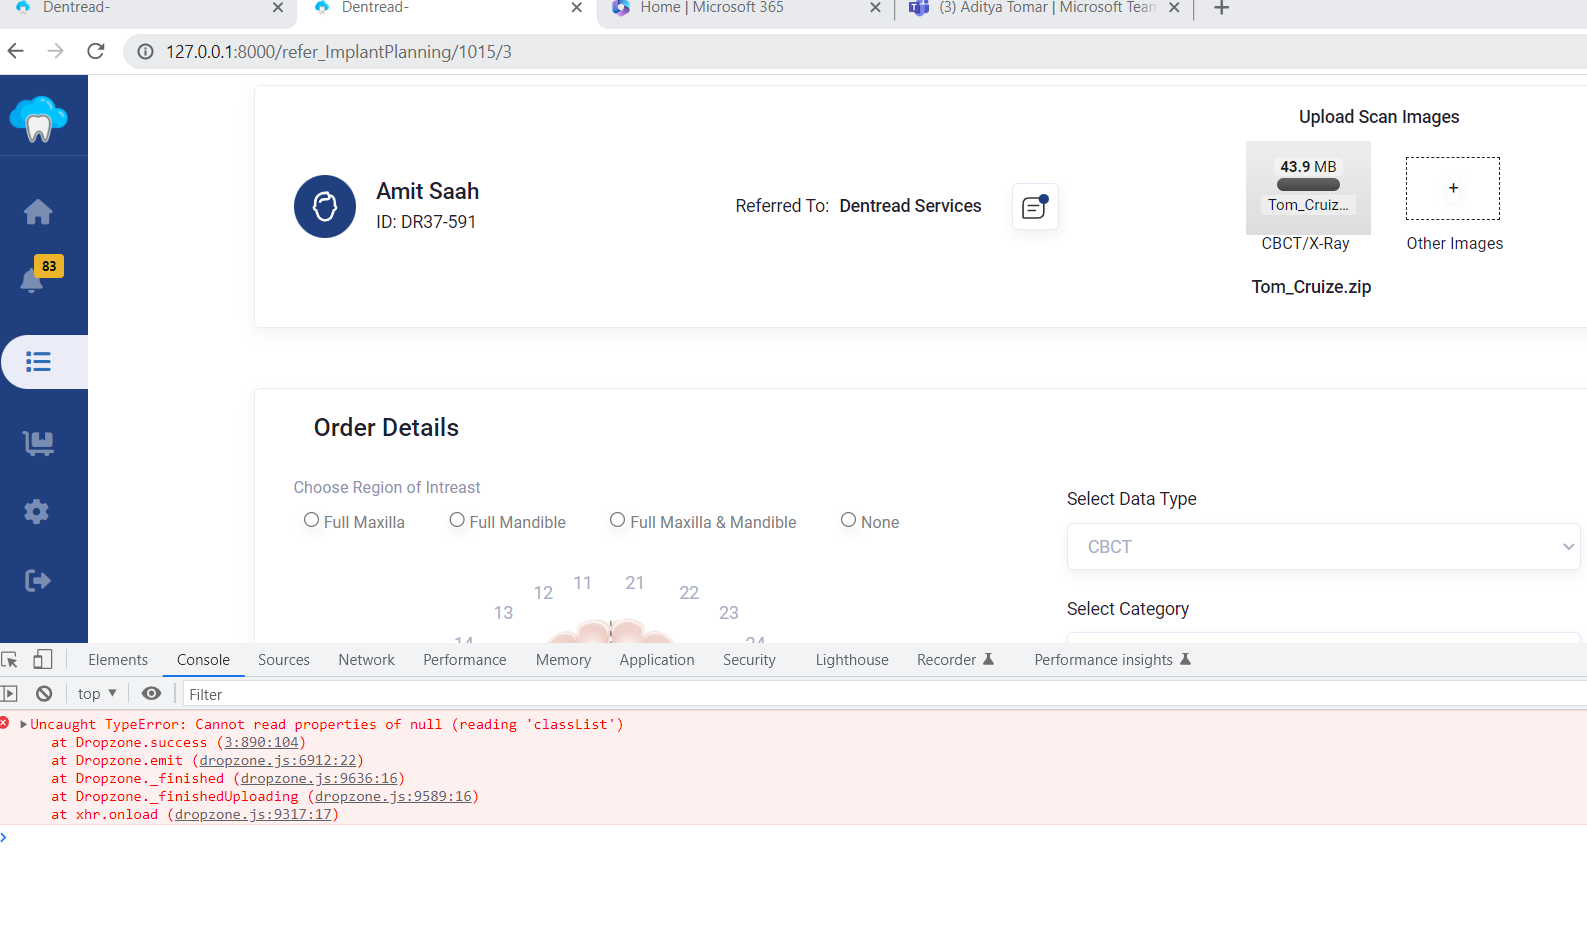 Dentread-
Dentread-
Home | Microsoft 365
(3) Aditya Tomar | Microsoft Team
127.0.0.1:8000/refer_ImplantPlanning/1015/3
83
Amit Saah
ID: DR37-591
Referred To: Dentread Services
Upload Scan Images
43.9 MB
Tom_Cruiz...
CBCT/X-Ray
Tom_Cruize.zip
+
Other Images
Order Details
Choose Region of Intreast
Full Maxilla Full Mandible Full Maxilla & Mandible None
Select Data Type
CBCT
Select Category
11 21
12 22
13 23
14 24
Elements Console Sources Network Performance Memory Application Security Lighthouse Recorder Performance insights
top Filter
Uncaught TypeError: Cannot read properties of null (reading 'classList')
at Dropzone.success (3:890:104)
at Dropzone.emit (dropzone.js:6912:22)
at Dropzone._finished (dropzone.js:9636:16)
at Dropzone._finishedUploading (dropzone.js:9589:16)
at xhr.onload (dropzone.js:9317:17)